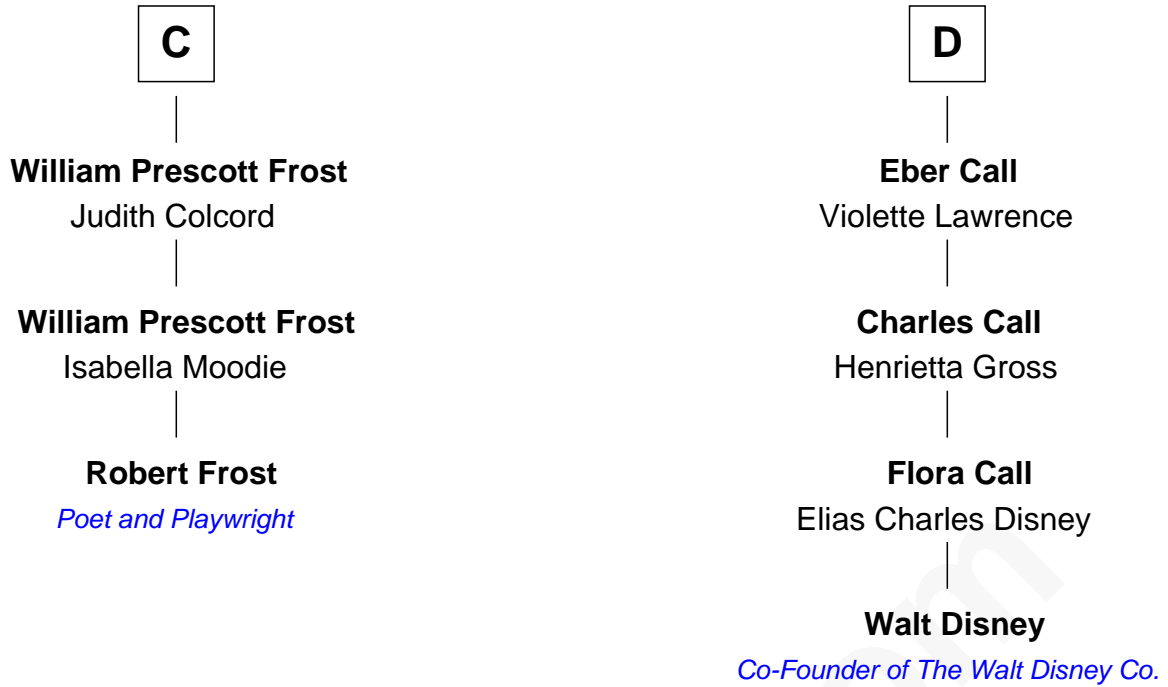 C
William Prescott Frost
Judith Colcord
William Prescott Frost
Isabella Moodie
Robert Frost
Poet and Playwright
D
Eber Call
Violette Lawrence
Charles Call
Henrietta Gross
Flora Call
Elias Charles Disney
Walt Disney
Co-Founder of The Walt Disney Co.